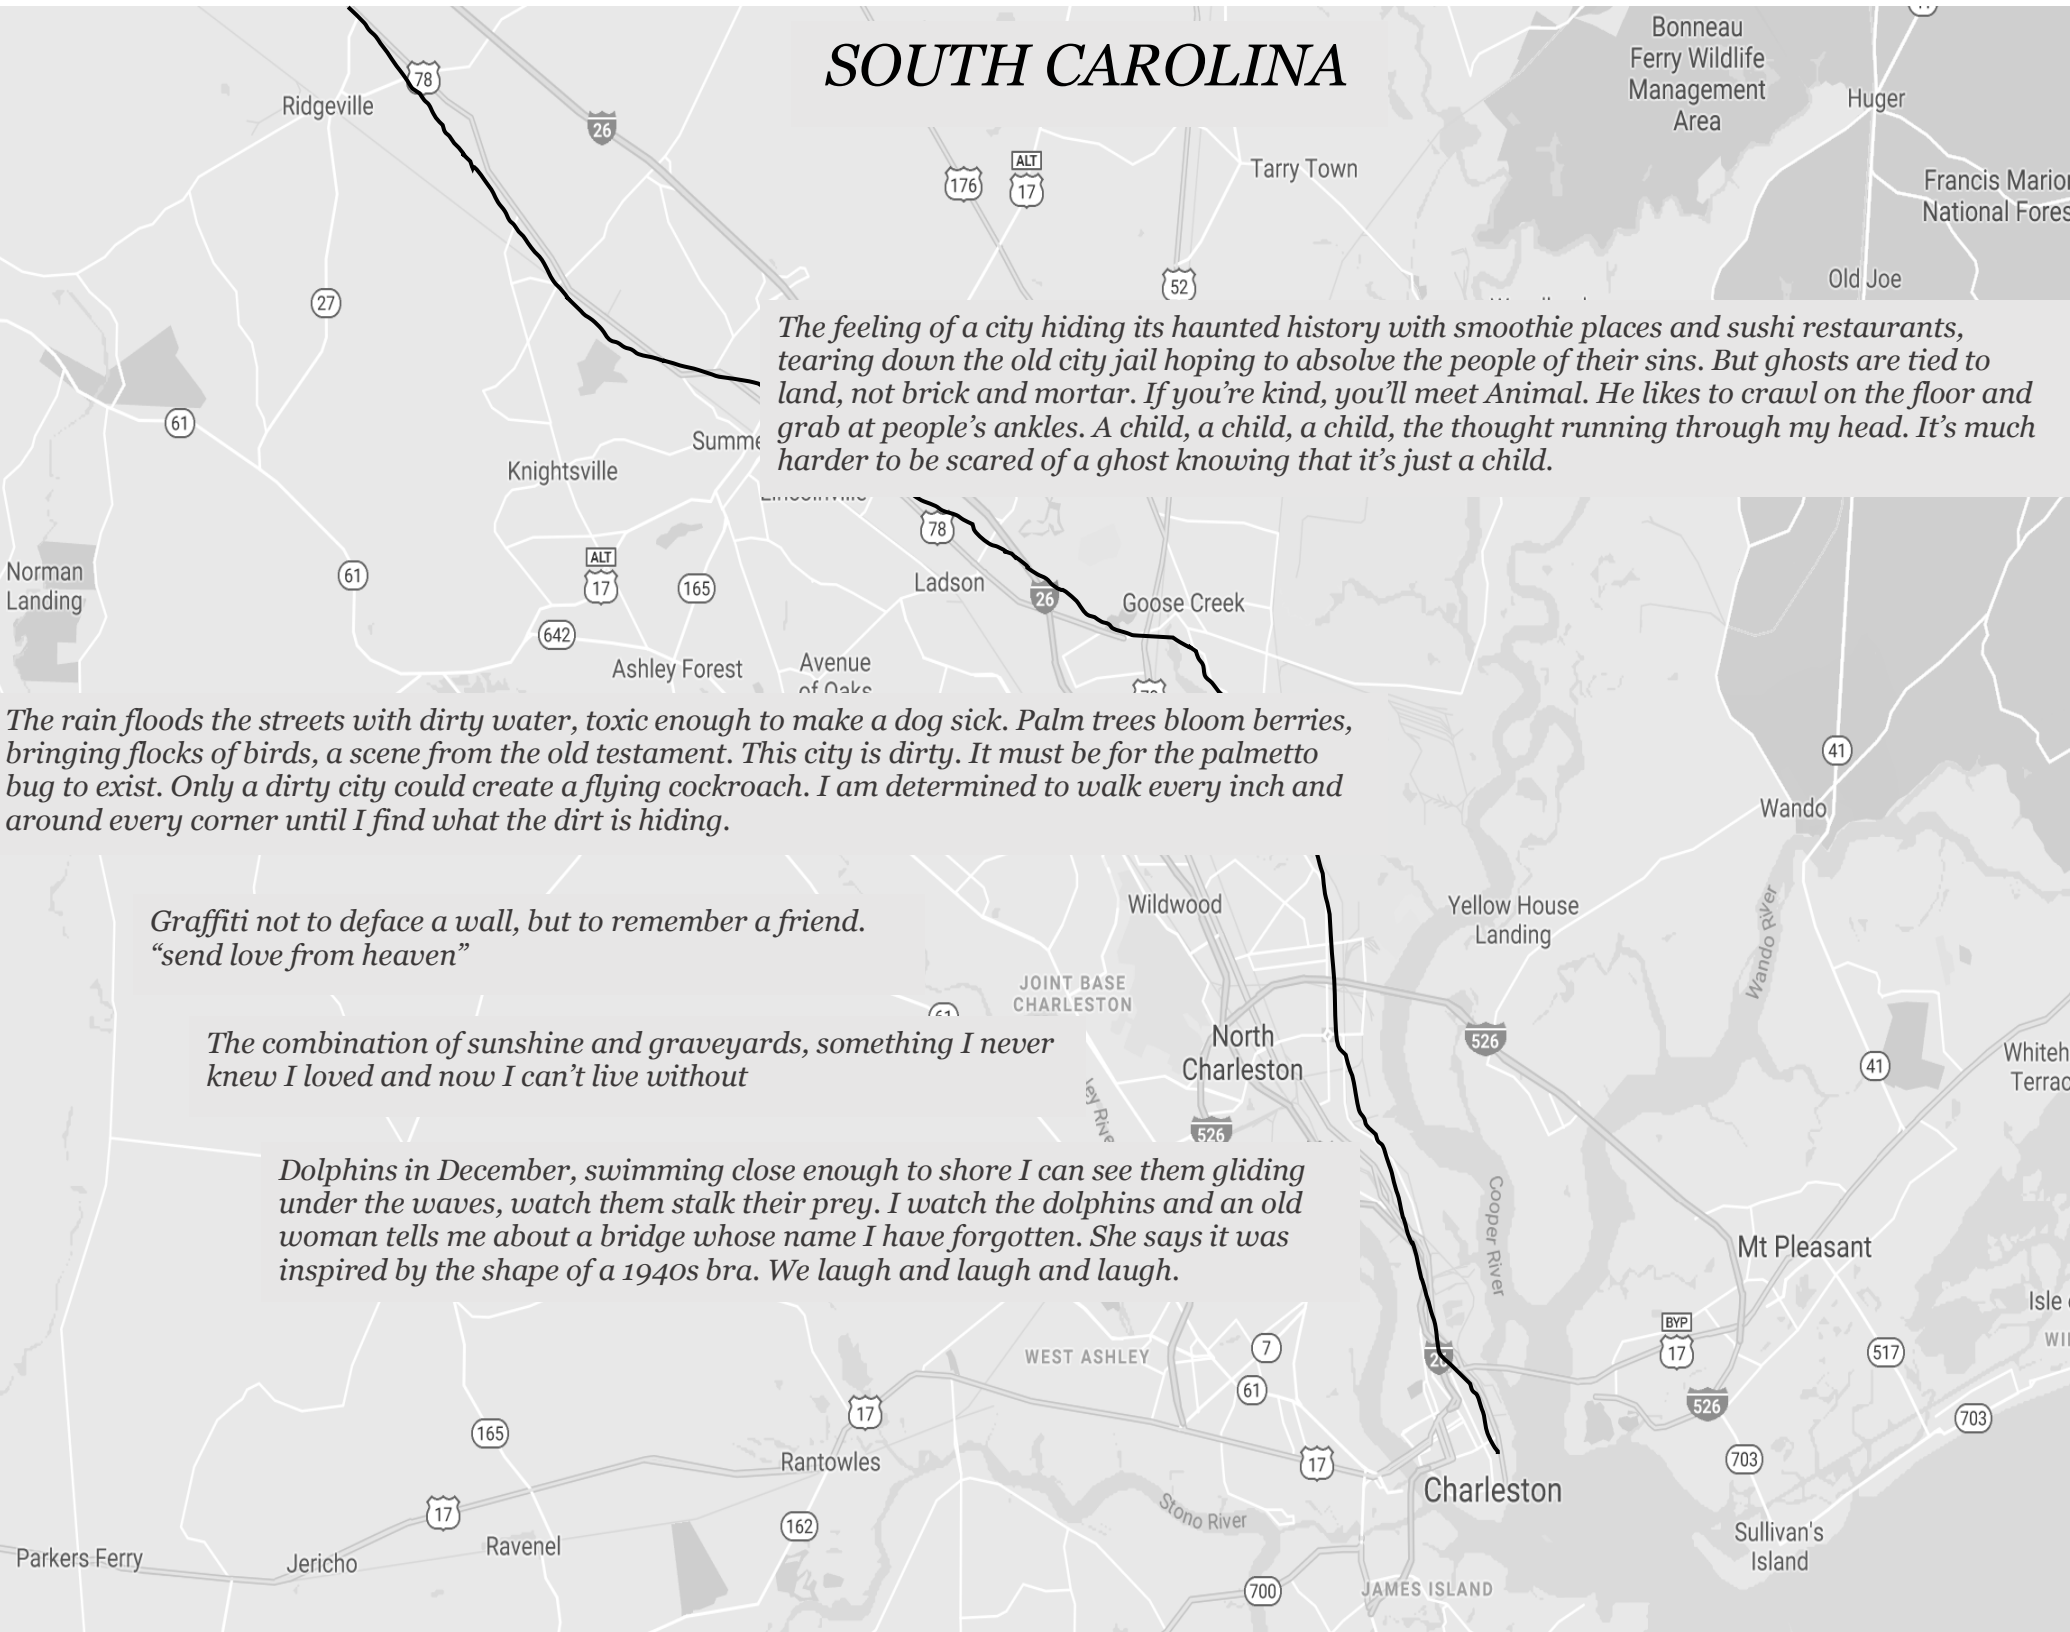 SOUTH CAROLINA
Bonneau
Ferry Wildlife
Management
Area
78
Ridgeville
Huger
26
ALT
176
17
Tarry Town
Francis Marion
National Fores
52
Old Joe
27
The feeling of a city hiding its haunted history with smoothie places and sushi restaurants,
tearing down the old city jail hoping to absolve the people of their sins. But ghosts are tied to
land, not brick and mortar. If you’re kind, you’ll meet Animal. He likes to crawl on the floor and
grab at people’s ankles. A child, a child, a child, the thought running through my head. It’s much
harder to be scared of a ghost knowing that it’s just a child.
61
Summe
Knightsville
Lincolnville
78
Norman
Landing
61
ALT
17
165
Ladson
26
Goose Creek
642
Ashley Forest
Avenue
of Oaks
The rain floods the streets with dirty water, toxic enough to make a dog sick. Palm trees bloom berries,
bringing flocks of birds, a scene from the old testament. This city is dirty. It must be for the palmetto
bug to exist. Only a dirty city could create a flying cockroach. I am determined to walk every inch and
around every corner until I find what the dirt is hiding.
41
Wando
Graffiti not to deface a wall, but to remember a friend.
“send love from heaven”
Wildwood
Yellow House
Landing
Wando River
JOINT BASE
CHARLESTON
61
The combination of sunshine and graveyards, something I never
knew I loved and now I can’t live without
North
Charleston
526
41
Whiteh
Terrac
ley River
526
Dolphins in December, swimming close enough to shore I can see them gliding
under the waves, watch them stalk their prey. I watch the dolphins and an old
woman tells me about a bridge whose name I have forgotten. She says it was
inspired by the shape of a 1940s bra. We laugh and laugh and laugh.
Cooper River
Mt Pleasant
Isle
WI
WEST ASHLEY
7
61
26
BYP
17
517
526
703
17
165
Rantowles
17
703
Charleston
17
162
Stono River
Sullivan's
Island
Parkers Ferry
Jericho
Ravenel
700
JAMES ISLAND